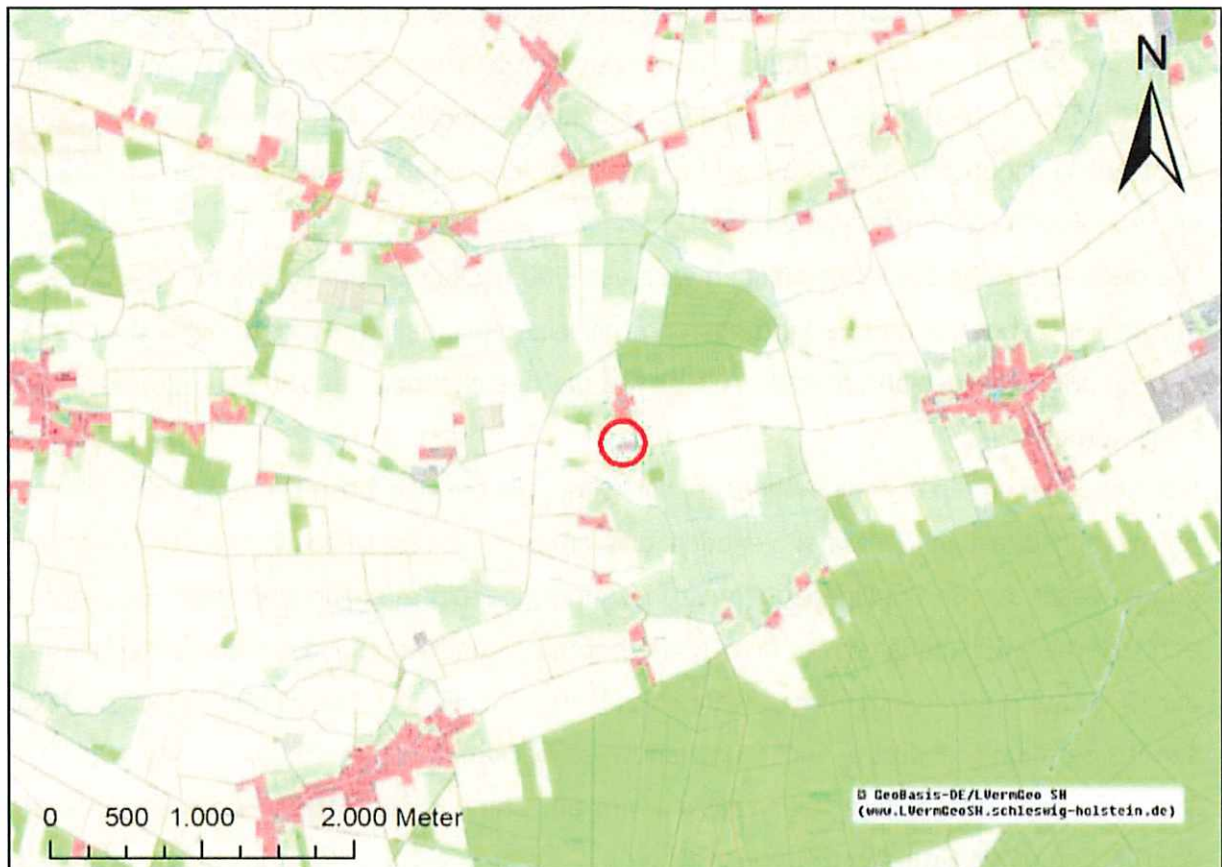 N
0 500 1.000 2.000 Meter
© GeoBasis-DE/LVermGeo SH
(www.LVermGeoSH.schleswig-holstein.de)